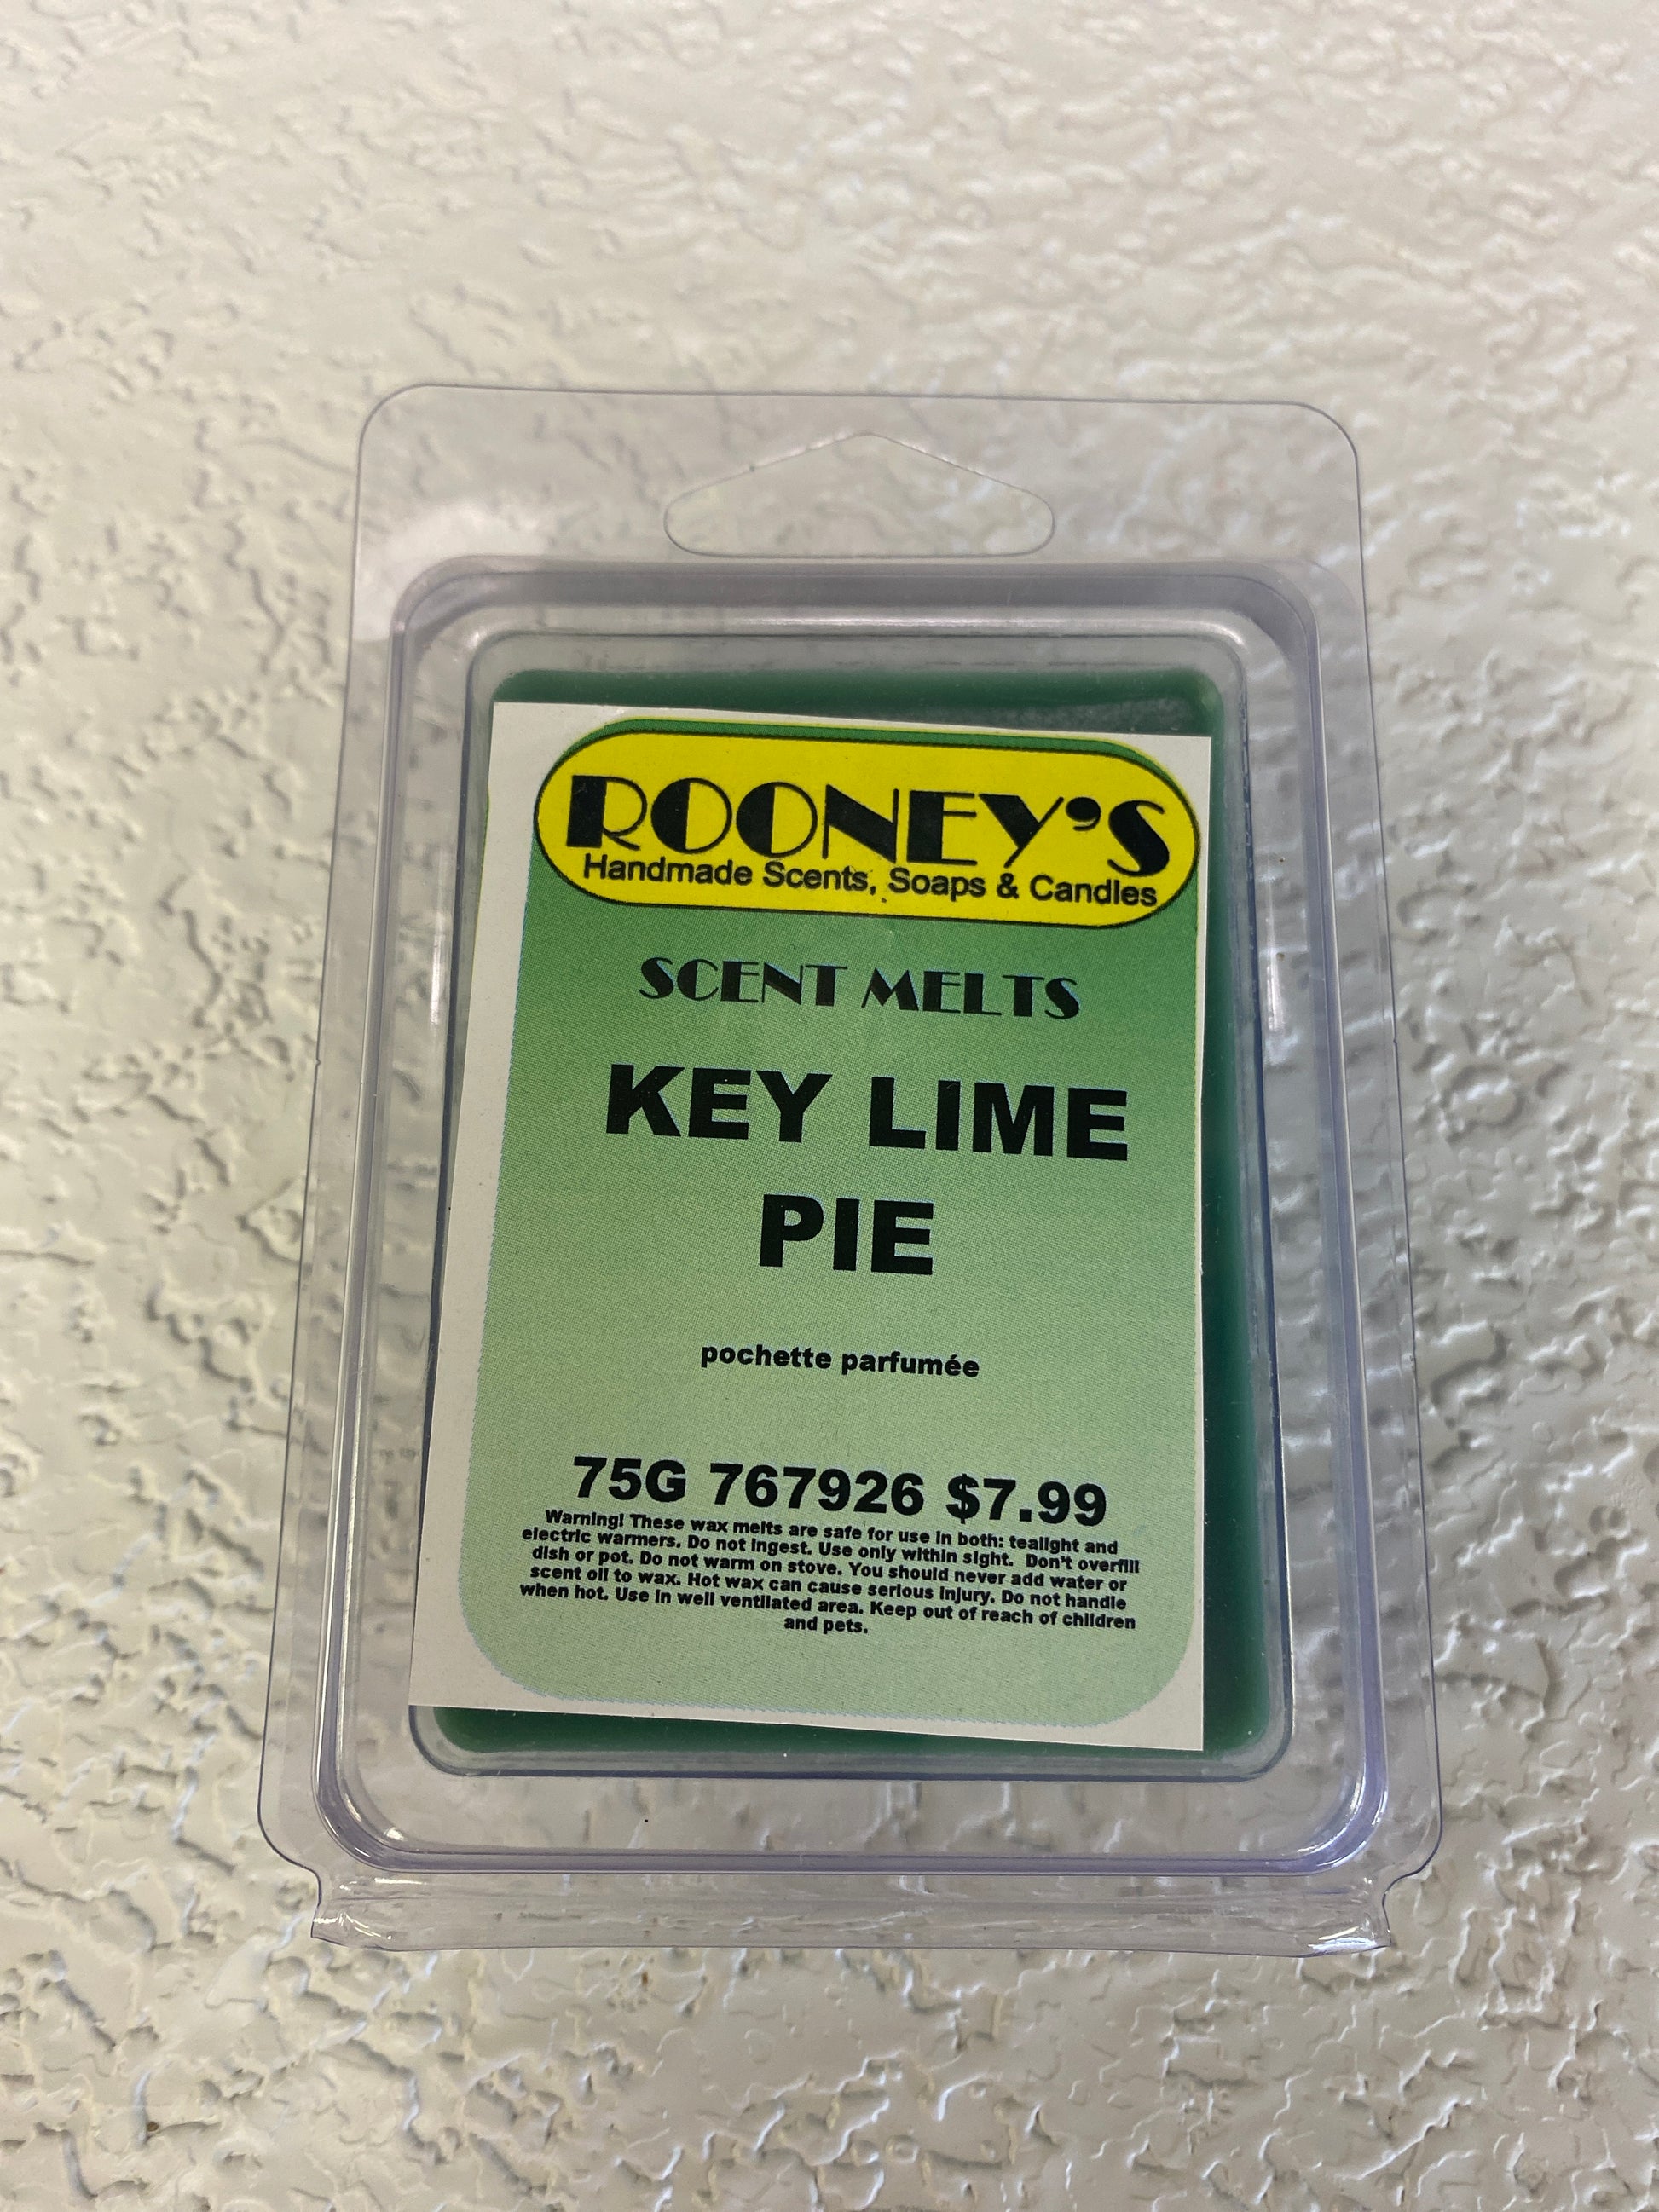 ROONEY'S
Handmade Scents, Soaps & Candles
SCENT MELTS
KEY LIME
PIE
pochette parfumée
75G 767926 $7.99
Warning! These wax melts are safe for use in both: tealight and
electric warmers. Do not ingest. Use only within sight. Don't overfill
dish or pot. Do not warm on stove. You should never add water or
scent oil to wax. Hot wax can cause serious injury. Do not handle
when hot. Use in well ventilated area. Keep out of reach of children
and pets.